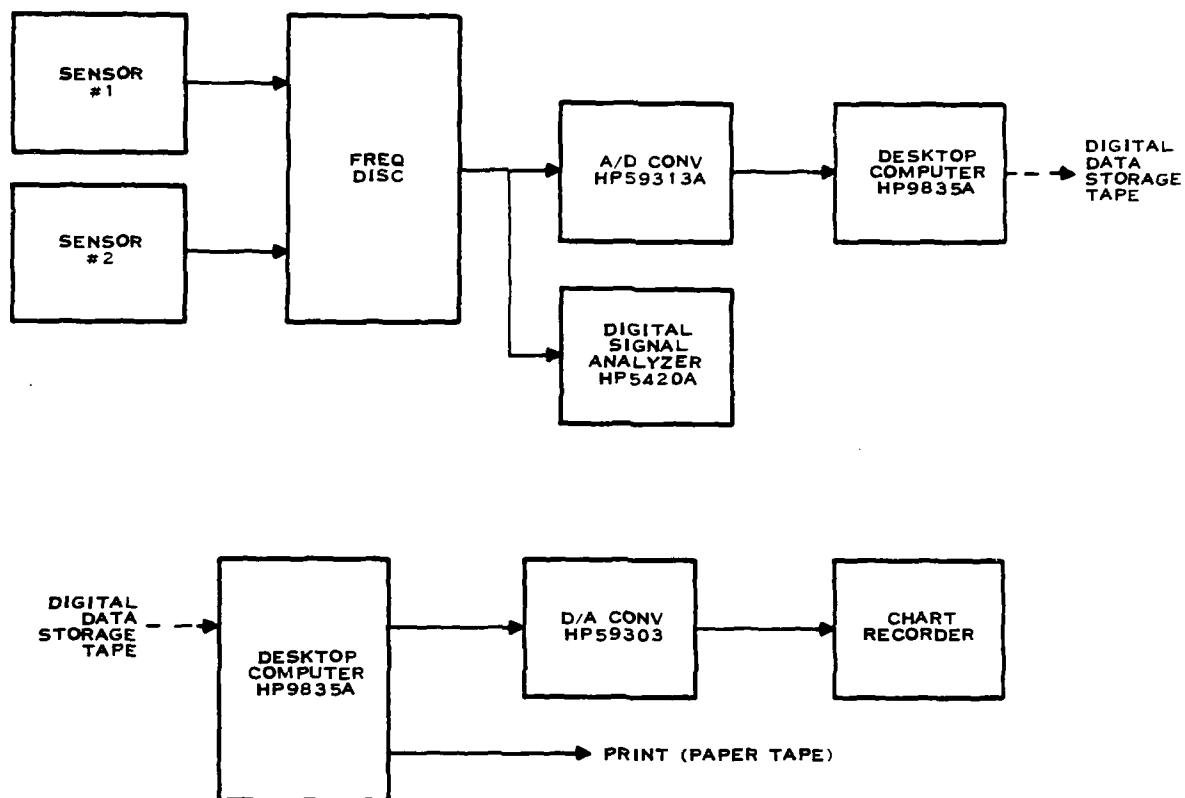 SENSOR
#1
SENSOR
#2
FREQ
DISC
A/D CONV
HP59313A
DESKTOP
COMPUTER
HP9835A
DIGITAL
DATA
STORAGE
TAPE
DIGITAL
SIGNAL
ANALYZER
HP5420A
DIGITAL
DATA
STORAGE
TAPE
DESKTOP
COMPUTER
HP9835A
D/A CONV
HP59303
CHART
RECORDER
PRINT (PAPER TAPE)